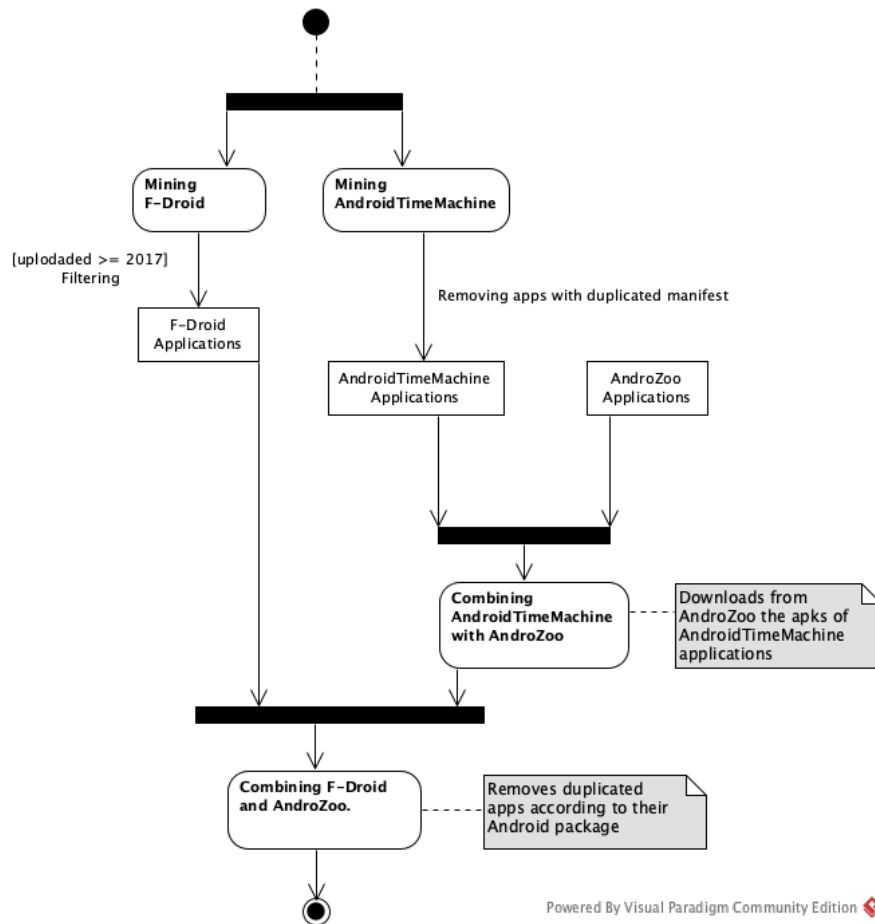 Mining
F-Droid
Mining
AndroidTimeMachine
[uplodaded >= 2017]
Filtering
Removing apps with duplicated manifest
F-Droid
Applications
AndroidTimeMachine
Applications
AndroZoo
Applications
Combining
AndroidTimeMachine
with AndroZoo
Downloads from
AndroZoo the apks of
AndroidTimeMachine
applications
Combining F-Droid
and AndroZoo.
Removes duplicated
apps according to their
Android package
Powered By Visual Paradigm Community Edition